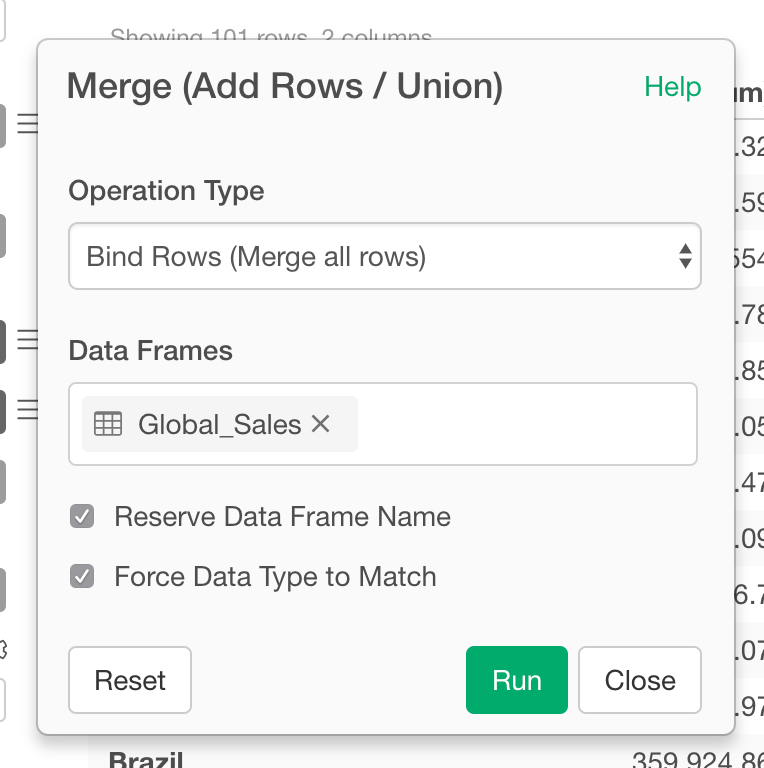 Showing 101 rows, 2 columns
Merge (Add Rows / Union)
Help
um
.32
.59
Operation Type
Bind Rows (Merge all rows)
554
.78
Data Frames
.85
Global_Sales
.05
.47
Reserve Data Frame Name
.09
Force Data Type to Match
6.7
.07
Reset
Run
Close
.97
Brazil
359,924.86